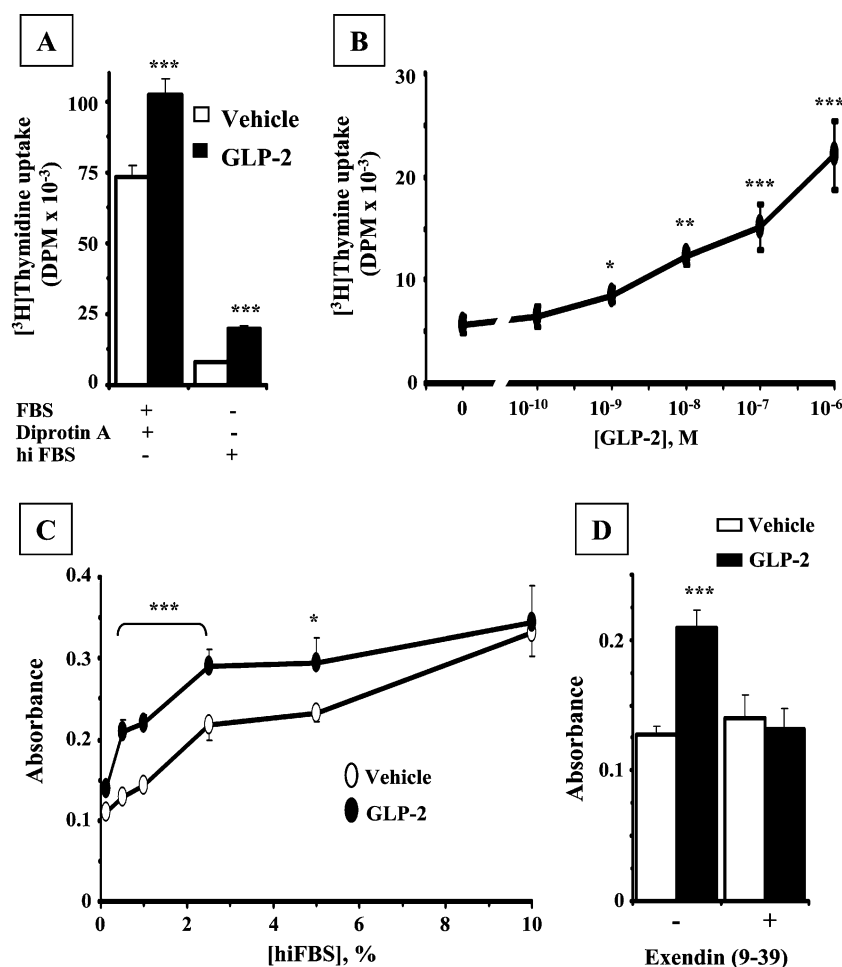 A
[³H]Thymidine uptake
(DPM x 10⁻³)
100
75
50
25
0
***
***
Vehicle
GLP-2
FBS + -
Diprotin A + -
hi FBS - +
B
[³H]Thymine uptake
(DPM x 10⁻³)
30
20
10
0
*
**
***
***
0 10⁻¹⁰ 10⁻⁹ 10⁻⁸ 10⁻⁷ 10⁻⁶
[GLP-2], M
C
Absorbance
0.4
0.3
0.2
0.1
0
***
*
Vehicle
GLP-2
0 2 4 6 8 10
[hiFBS], %
D
Vehicle
GLP-2
Absorbance
0.2
0.1
0
***
- +
Exendin (9-39)